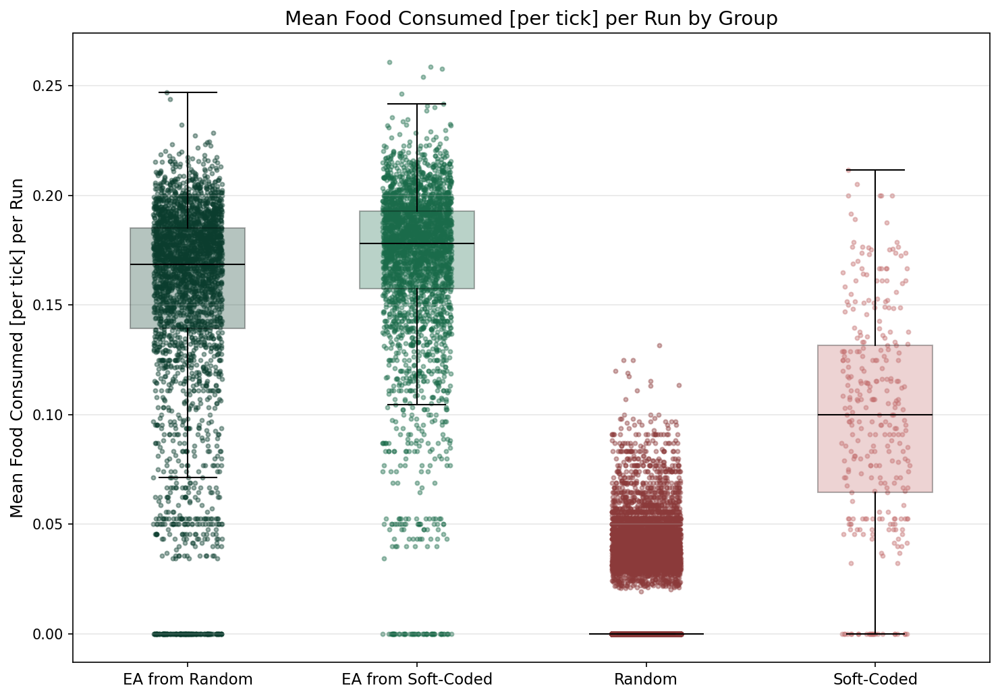 Mean Food Consumed [per tick] per Run by Group
Mean Food Consumed [per tick] per Run
0.25
0.20
0.15
0.10
0.05
0.00
EA from Random
EA from Soft-Coded
Random
Soft-Coded